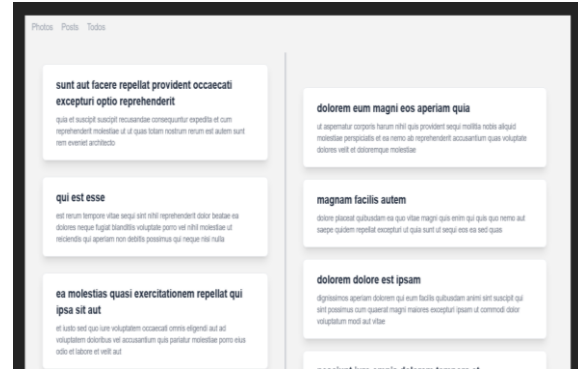 Photos Posts Todos
sunt aut facere repellat provident occaecati
excepturi optio reprehenderit
quia et suscipit suscipit recusandae consequuntur expedita et cum
reprehenderit molestiae ut ut quas totam nostrum rerum est autem sunt
rem eveniet architecto
qui est esse
est rerum tempore vitae sequi sint nihil reprehenderit dolor beatae ea
dolores neque fugiat blanditiis voluptate porro vel nihil molestiae ut
reiciendis qui aperiam non debitis possimus qui neque nisi nulla
ea molestias quasi exercitationem repellat qui
ipsa sit aut
et iusto sed quo iure voluptatem occaecati omnis eligendi aut ad
voluptatem doloribus vel accusantium quis pariatur molestiae porro eius
odio et labore et velit aut
dolorem eum magni eos aperiam quia
ut aspernatur corporis harum nihil quis provident sequi mollitia nobis aliquid
molestiae perspiciatis et ea nemo ab reprehenderit accusantium quas voluptate
dolores velit et doloremque molestiae
magnam facilis autem
dolore placeat quibusdam ea quo vitae magni quis enim qui quis quo nemo aut
saepe quidem repellat excepturi ut quia sunt ut sequi eos ea sed quas
dolorem dolore est ipsam
dignissimos aperiam dolorem qui eum facilis quibusdam animi sint suscipit qui
sint possimus cum quaerat magni maiores excepturi ipsam ut commodi dolor
voluptatum modi aut vitae